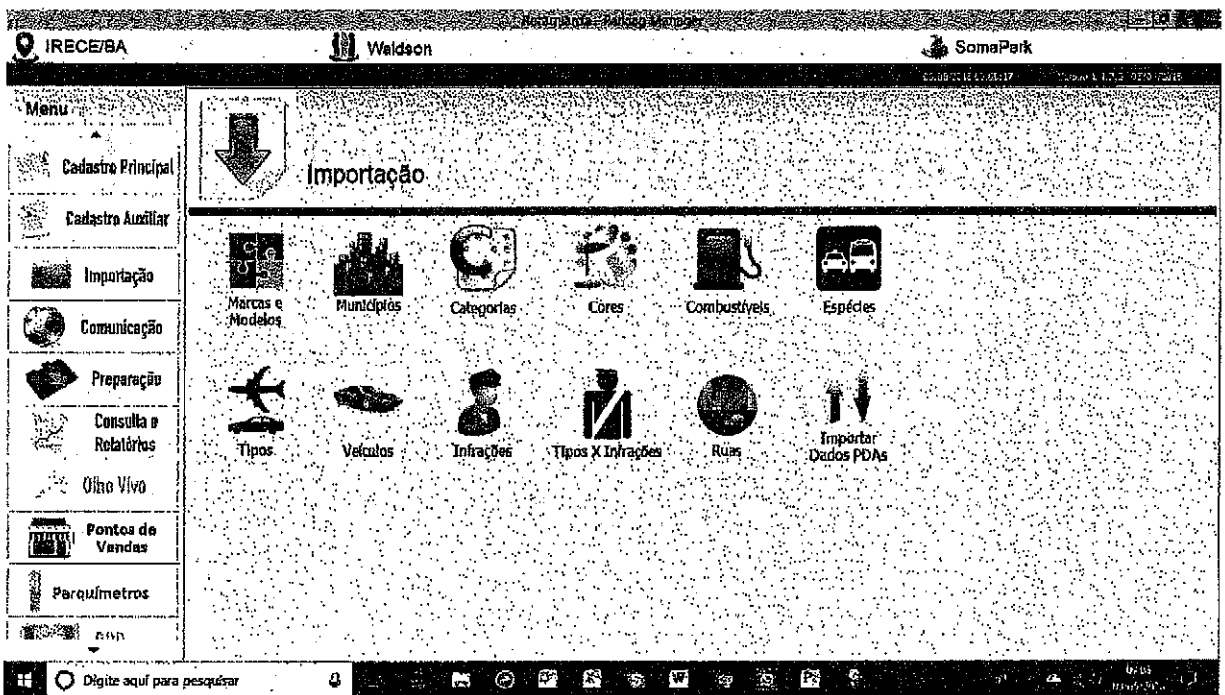 IRECE/BA
Waldson
SomaPark
Menu
Importação
Cadastro Principal
Cadastro Auxiliar
Importação
Comunicação
Preparação
Consulta e
Relatórios
Olho Vivo
Pontos de
Vendas
Parquímetros
Marcas e
Modelos
Municípios
Categorias
Cores
Combustíveis
Espécies
Tipos
Veículos
Infrações
Tipos X Infrações
Ruas
Importar
Dados PDAs
Digite aqui para pesquisar